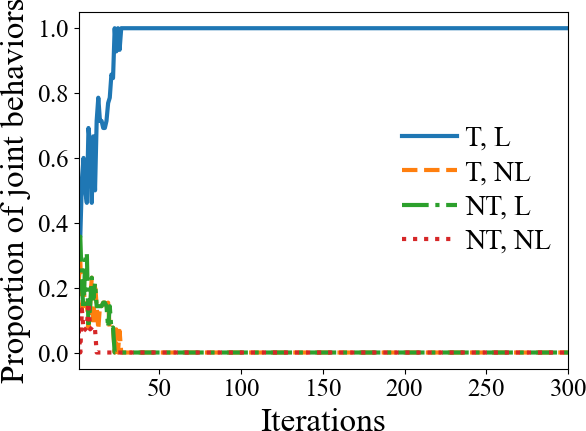 Proportion of joint behaviors
1.0
0.8
0.6
0.4
0.2
0.0
T, L
T, NL
NT, L
NT, NL
50
100
150
200
250
300
Iterations